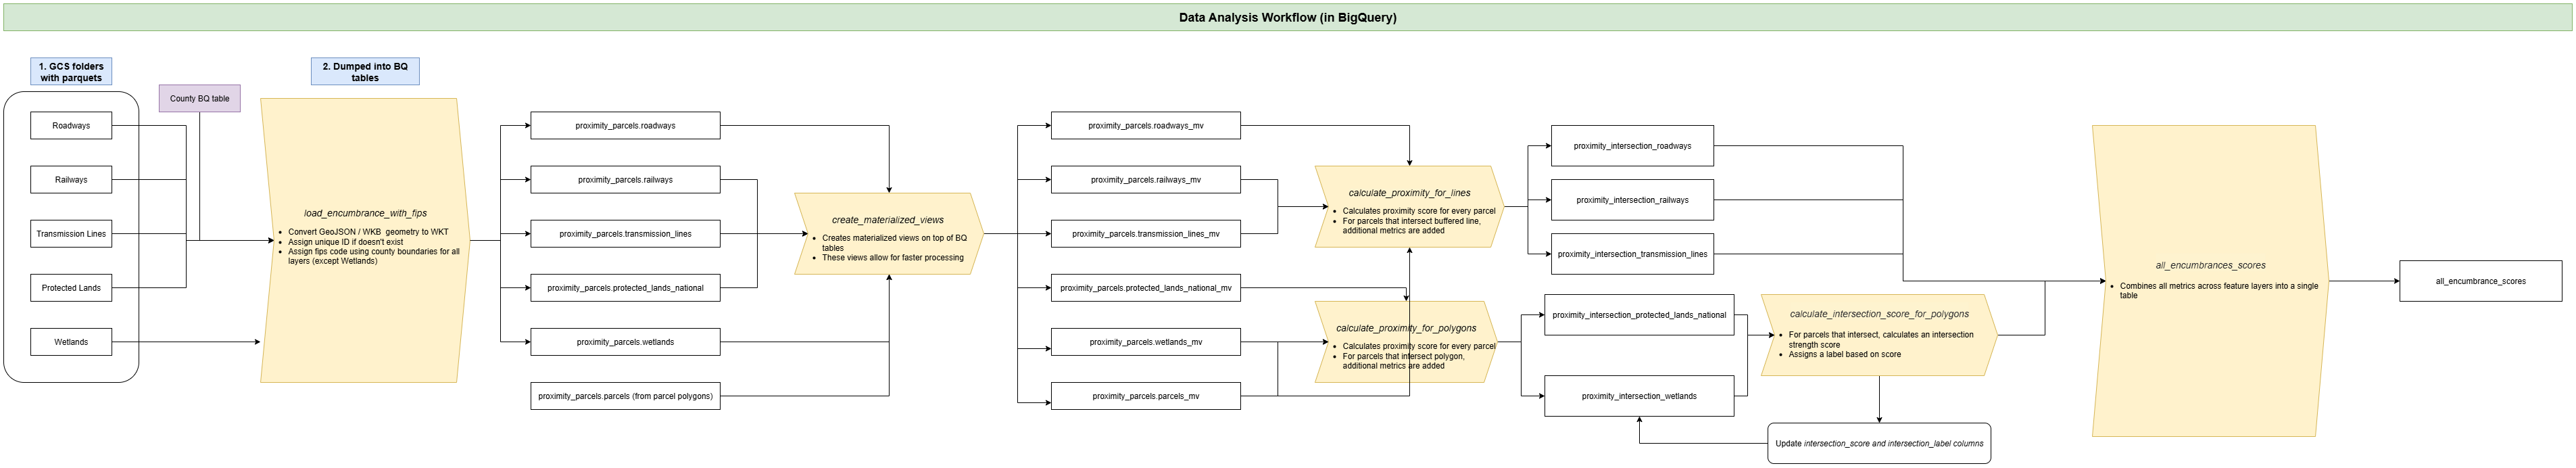 Data Analysis Workflow (in BigQuery)
1. GCS folders
with parquets
2. Dumped into BQ
tables
County BQ table
Roadways
Railways
Transmission Lines
Protected Lands
Wetlands
load_encumbrance_with_fips
Convert GeoJSON / WKB geometry to WKT
Assign unique ID if doesn't exist
Assign fips code using county boundaries for all
layers (except Wetlands)
proximity_parcels.roadways
proximity_parcels.railways
proximity_parcels.transmission_lines
proximity_parcels.protected_lands_national
proximity_parcels.wetlands
proximity_parcels.parcels (from parcel polygons)
create_materialized_views
Creates materialized views on top of BQ
tables
These views allow for faster processing
proximity_parcels.roadways_mv
proximity_parcels.railways_mv
proximity_parcels.transmission_lines_mv
proximity_parcels.protected_lands_national_mv
proximity_parcels.wetlands_mv
proximity_parcels.parcels_mv
calculate_proximity_for_lines
Calculates proximity score for every parcel
For parcels that intersect buffered line,
additional metrics are added
calculate_proximity_for_polygons
Calculates proximity score for every parcel
For parcels that intersect polygon,
additional metrics are added
proximity_intersection_roadways
proximity_intersection_railways
proximity_intersection_transmission_lines
proximity_intersection_protected_lands_national
proximity_intersection_wetlands
calculate_intersection_score_for_polygons
For parcels that intersect, calculates an intersection
strength score
Assigns a label based on score
Update intersection_score and intersection_label columns
all_encumbrances_scores
Combines all metrics across feature layers into a single
table
all_encumbrance_scores